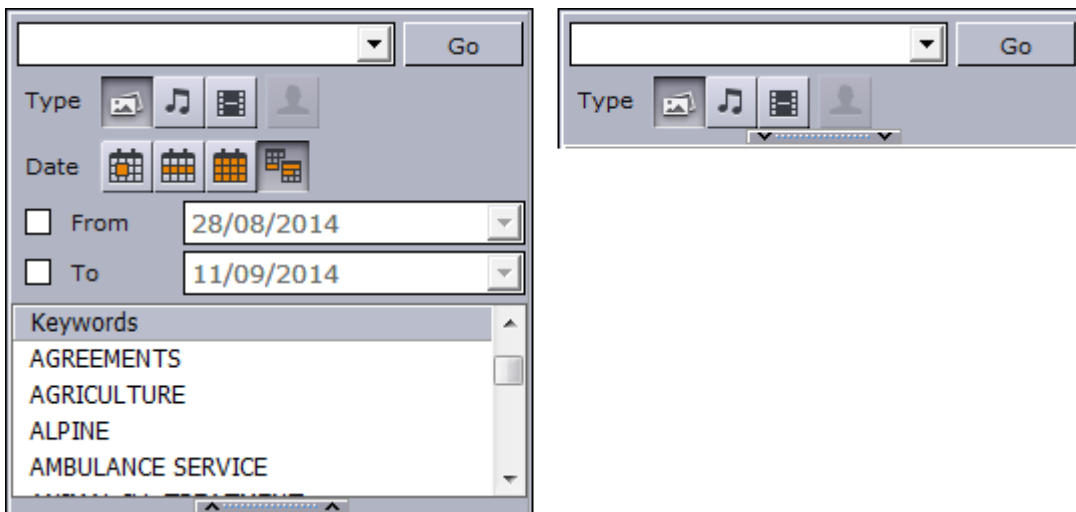 Go
Type
Date
From 28/08/2014
To 11/09/2014
Keywords
AGREEMENTS
AGRICULTURE
ALPINE
AMBULANCE SERVICE
Go
Type